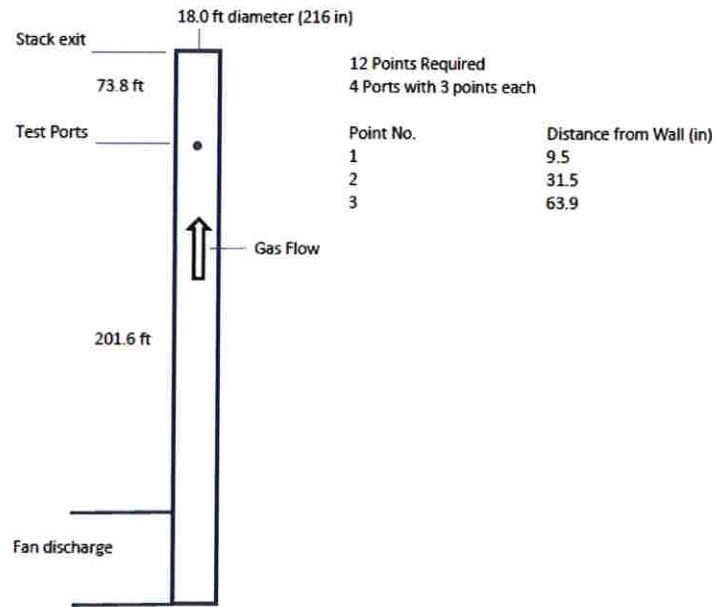 18.0 ft diameter (216 in)
Stack exit
73.8 ft
12 Points Required
4 Ports with 3 points each
Test Ports
Point No. Distance from Wall (in)
1 9.5
2 31.5
3 63.9
Gas Flow
201.6 ft
Fan discharge